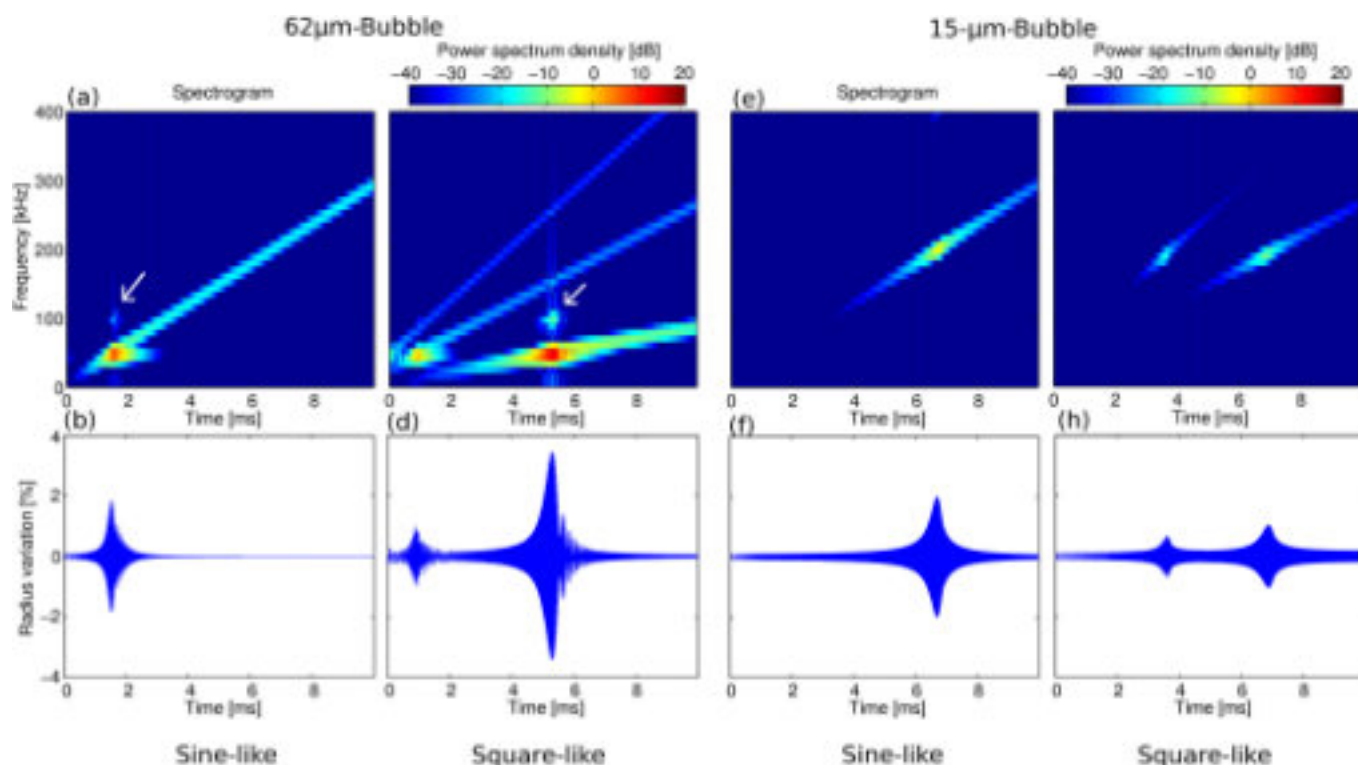 62µm-Bubble
15-µm-Bubble
Power spectrum density [dB]
Power spectrum density [dB]
−40 −30 −20 −10 0 10 20
−40 −30 −20 −10 0 10 20
(a)
Spectrogram
(e)
Spectrogram
400
300
200
100
0
Frequency [kHz]
0 2 4 6 8
0 2 4 6 8
0 2 4 6 8
0 2 4 6 8
Time [ms]
Time [ms]
Time [ms]
Time [ms]
(b)
(d)
(f)
(h)
4
2
0
−2
−4
Radius variation [%]
0 2 4 6 8
0 2 4 6 8
0 2 4 6 8
0 2 4 6 8
Time [ms]
Time [ms]
Time [ms]
Time [ms]
Sine-like
Square-like
Sine-like
Square-like